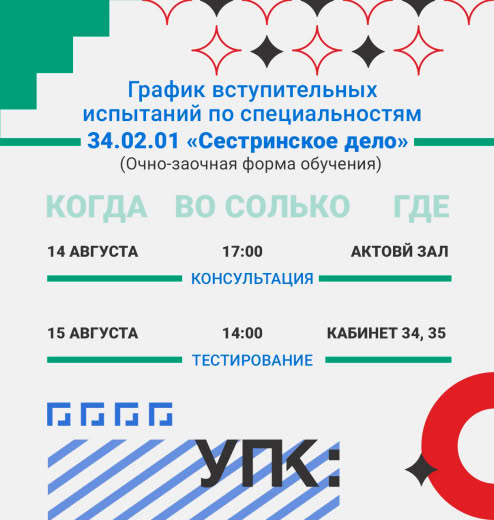 График вступительных
испытаний по специальностям
34.02.01 «Сестринское дело»
(Очно-заочная форма обучения)
КОГДА ВО СОЛЬКО ГДЕ
14 АВГУСТА 17:00 АКТОВЙ ЗАЛ
КОНСУЛЬТАЦИЯ
15 АВГУСТА 14:00 КАБИНЕТ 34, 35
ТЕСТИРОВАНИЕ
УПК: